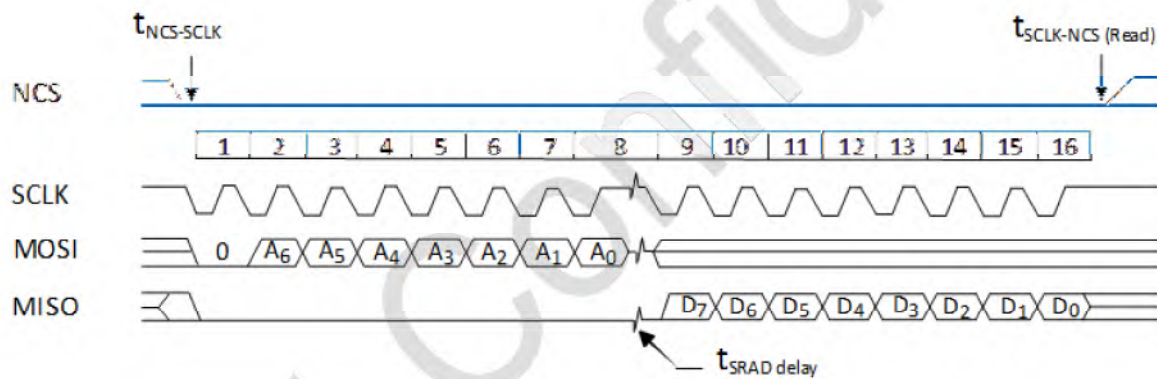 tNCS-SCLK
tSCLK-NCS (Read)
NCS
1 2 3 4 5 6 7 8 9 10 11 12 13 14 15 16
SCLK
MOSI 0 A6 A5 A4 A3 A2 A1 A0
MISO D7 D6 D5 D4 D3 D2 D1 D0
tSRAD delay
Confid